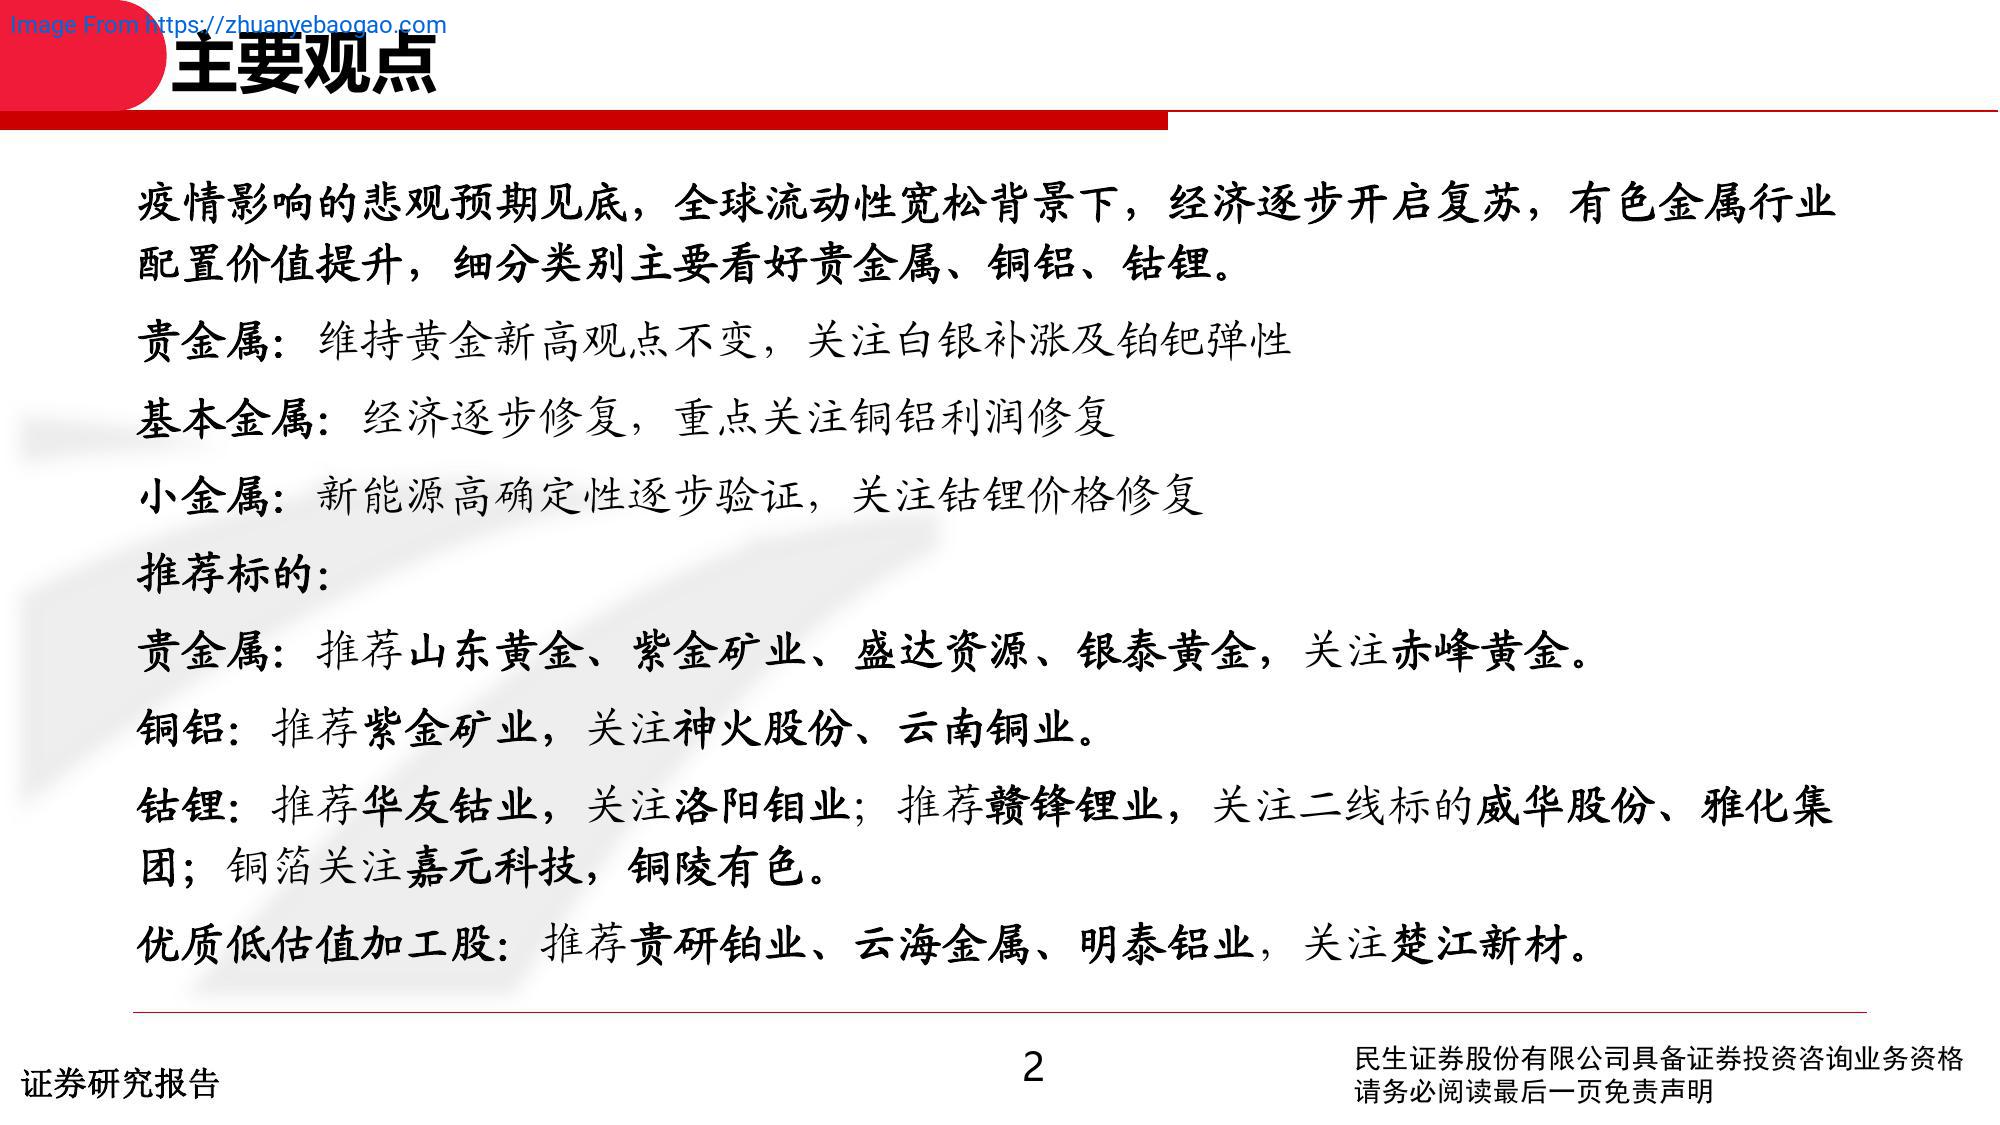 Image From https://zhuanyebaogao.com
主要观点
疫情影响的悲观预期见底，全球流动性宽松背景下，经济逐步开启复苏，有色金属行业
配置价值提升，细分类别主要看好贵金属、铜铝、钴锂。
贵金属：维持黄金新高观点不变，关注白银补涨及铂钯弹性
基本金属：经济逐步修复，重点关注铜铝利润修复
小金属：新能源高确定性逐步验证，关注钴锂价格修复
推荐标的：
贵金属：推荐山东黄金、紫金矿业、盛达资源、银泰黄金，关注赤峰黄金。
铜铝：推荐紫金矿业，关注神火股份、云南铜业。
钴锂：推荐华友钴业，关注洛阳钼业；推荐赣锋锂业，关注二线标的威华股份、雅化集
团；铜箔关注嘉元科技，铜陵有色。
优质低估值加工股：推荐贵研铂业、云海金属、明泰铝业，关注楚江新材。
证券研究报告
2
民生证券股份有限公司具备证券投资咨询业务资格
请务必阅读最后一页免责声明